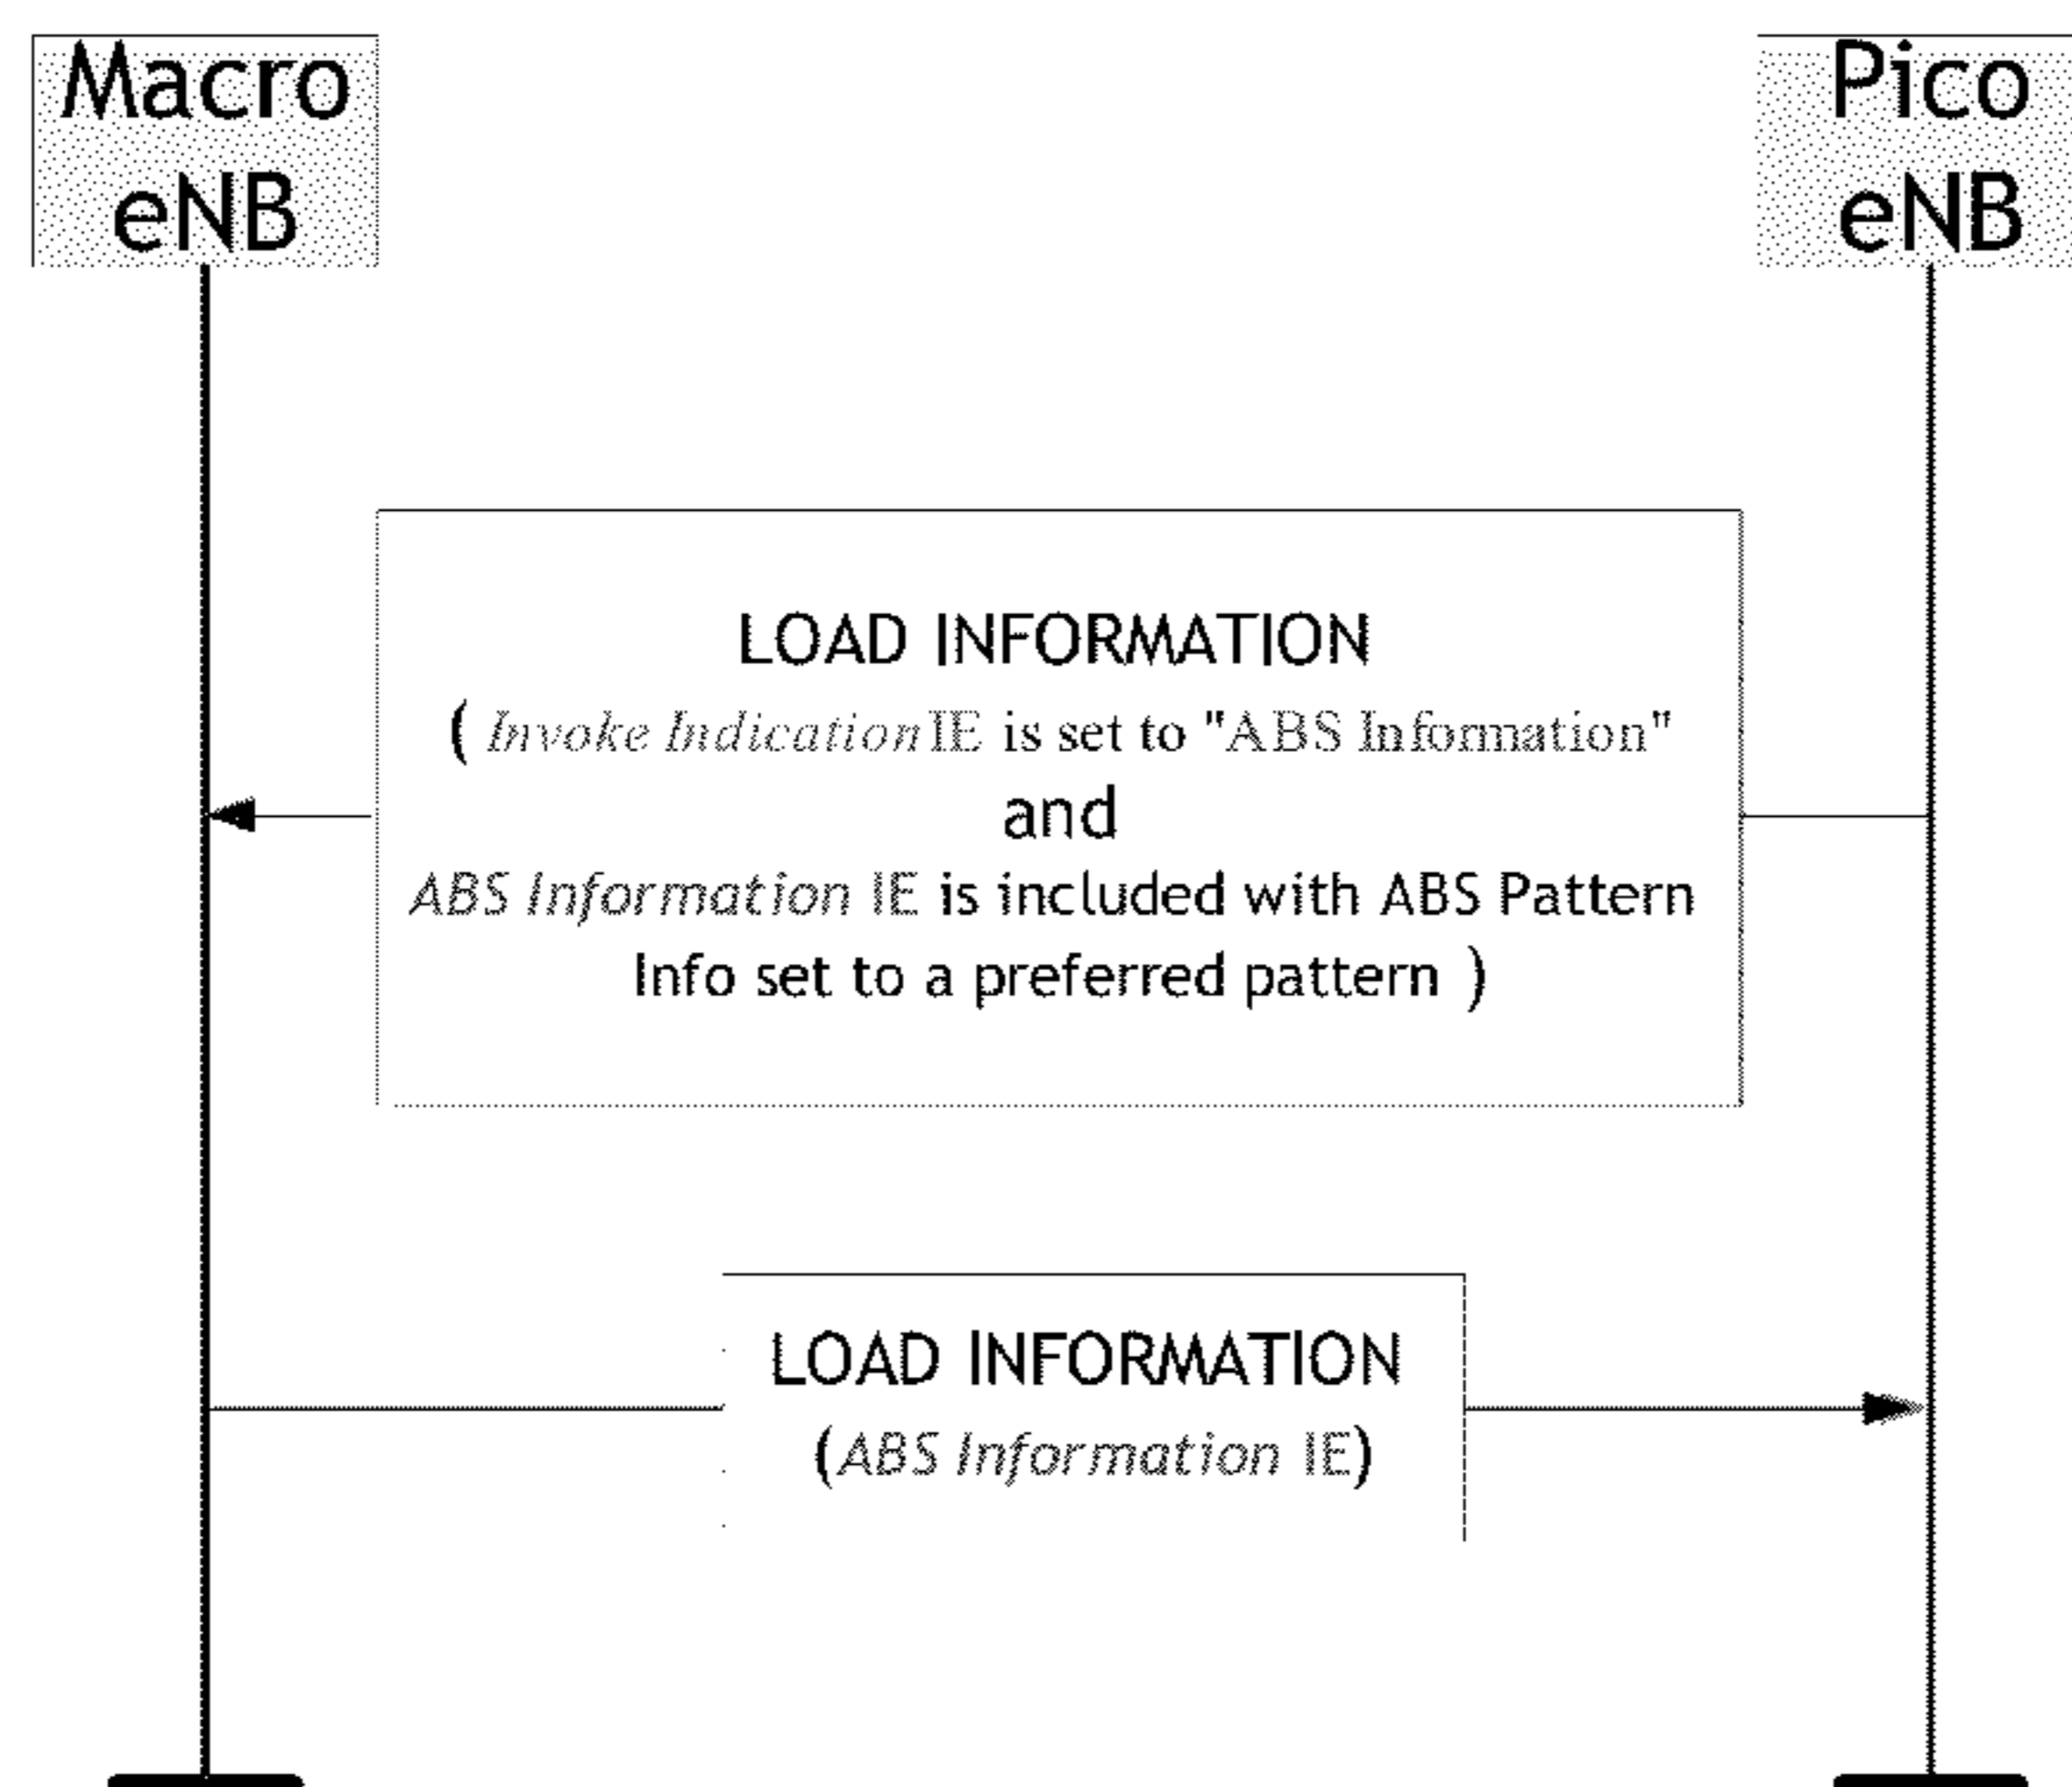 Macro
eNB
Pico
eNB
LOAD INFORMATION
( Invoke Indication IE is set to "ABS Information"
and
ABS Information IE is included with ABS Pattern
Info set to a preferred pattern )
LOAD INFORMATION
(ABS Information IE)